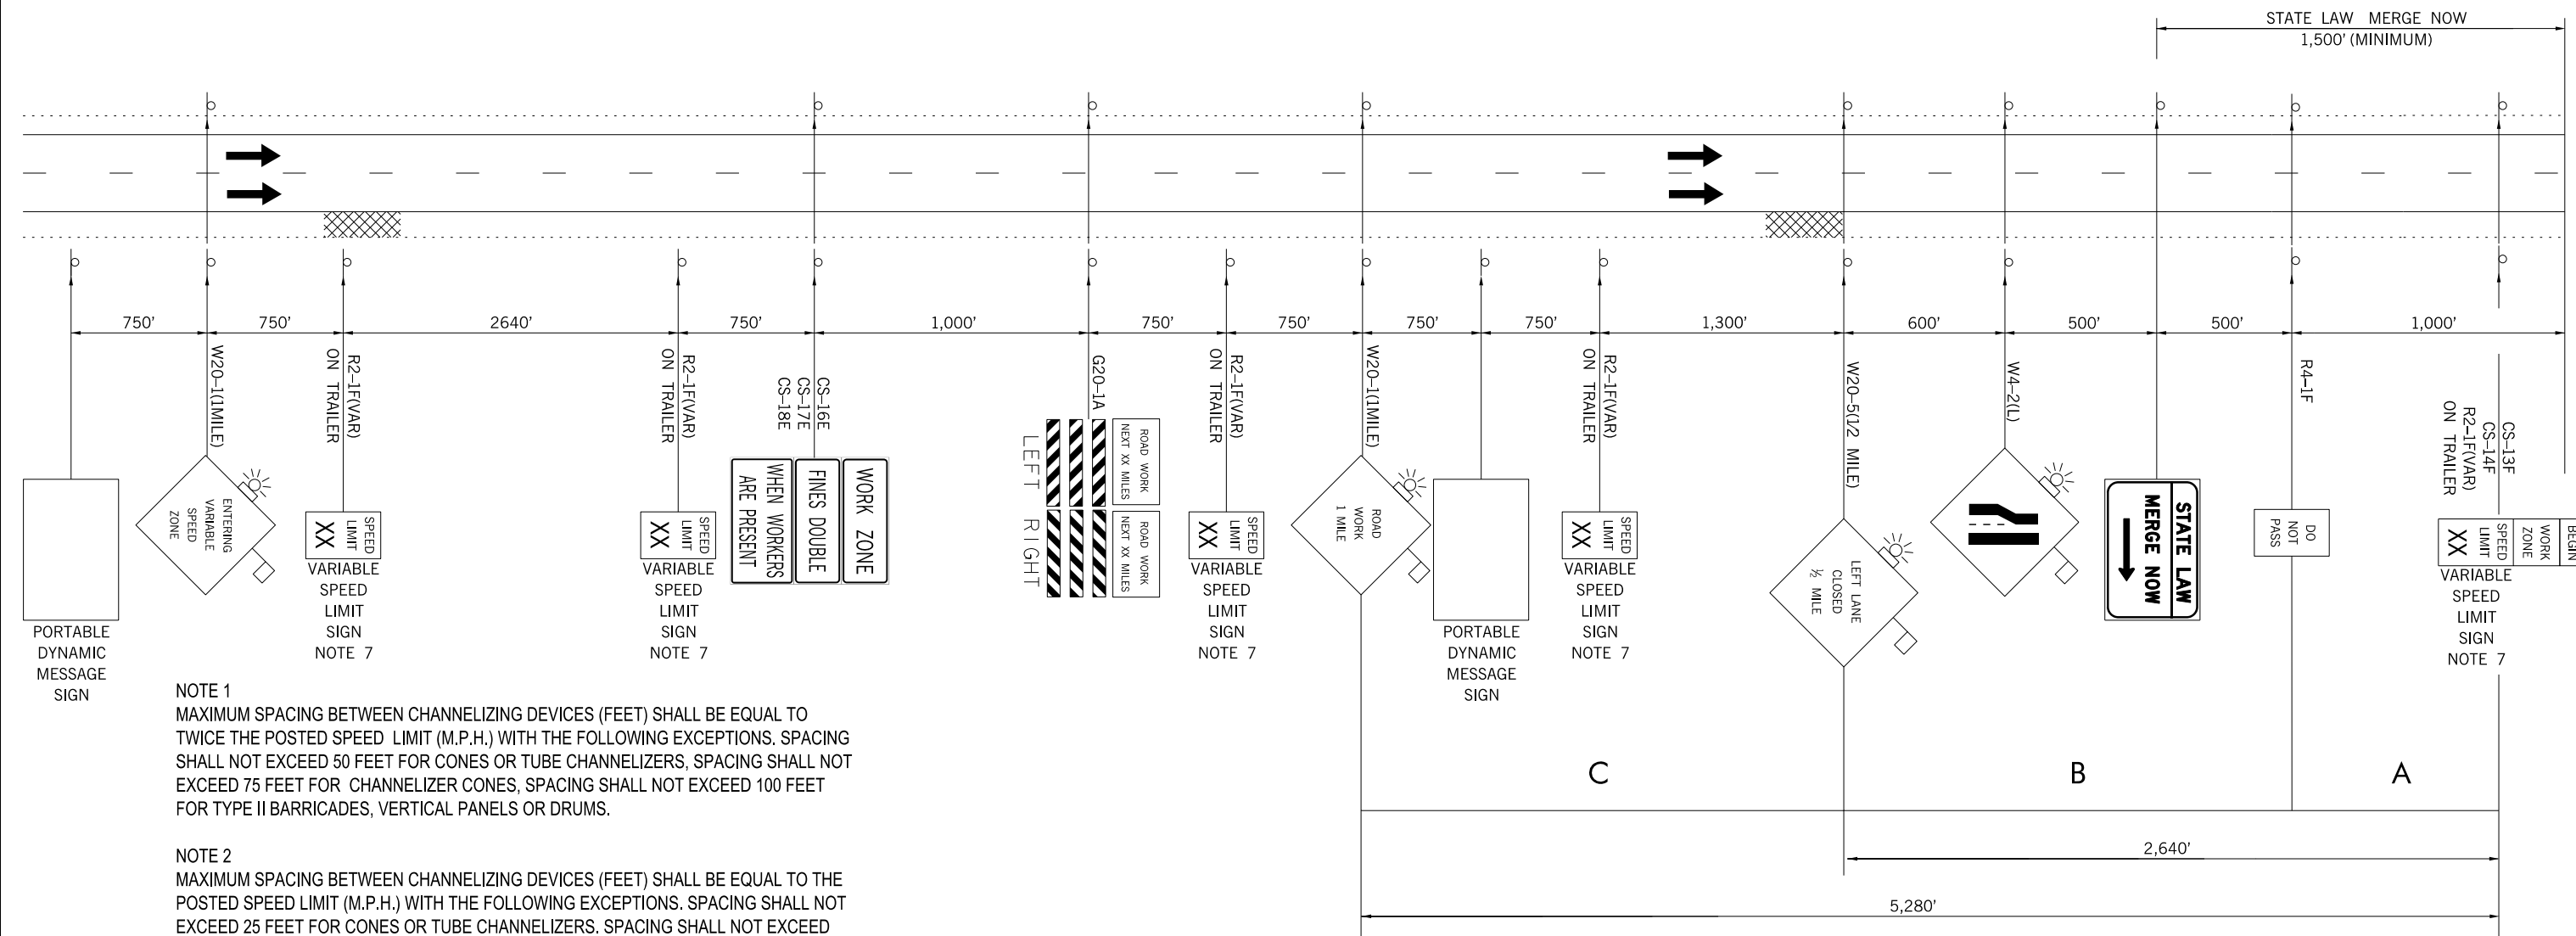 STATE LAW MERGE NOW
1,500' (MINIMUM)
750'
750'
2640'
750'
1,000'
750'
750'
750'
750'
1,300'
600'
500'
500'
1,000'
W20-1(1MILE)
R2-1F(VAR)
ON TRAILER
R2-1F(VAR)
ON TRAILER
CS-16E
CS-17E
CS-18E
G20-1A
R2-1F(VAR)
ON TRAILER
W20-1(1MILE)
R2-1F(VAR)
ON TRAILER
W20-5(1/2 MILE)
W4-2(L)
R4-1F
CS-13F
CS-14F
R2-1F(VAR)
ON TRAILER
PORTABLE
DYNAMIC
MESSAGE
SIGN
ENTERING
VARIABLE
SPEED
ZONE
SPEED
LIMIT
XX
VARIABLE
SPEED
LIMIT
SIGN
NOTE 7
SPEED
LIMIT
XX
VARIABLE
SPEED
LIMIT
SIGN
NOTE 7
WORK ZONE
FINES DOUBLE
WHEN WORKERS
ARE PRESENT
ROAD WORK
NEXT XX MILES
ROAD WORK
NEXT XX MILES
LEFT RIGHT
SPEED
LIMIT
XX
VARIABLE
SPEED
LIMIT
SIGN
NOTE 7
ROAD
WORK
1 MILE
PORTABLE
DYNAMIC
MESSAGE
SIGN
SPEED
LIMIT
XX
VARIABLE
SPEED
LIMIT
SIGN
NOTE 7
LEFT LANE
CLOSED
½ MILE
STATE LAW
MERGE NOW
DO
NOT
PASS
BEGIN
WORK
ZONE
SPEED
LIMIT
XX
VARIABLE
SPEED
LIMIT
SIGN
NOTE 7
C
B
A
2,640'
5,280'
NOTE 1
MAXIMUM SPACING BETWEEN CHANNELIZING DEVICES (FEET) SHALL BE EQUAL TO
TWICE THE POSTED SPEED LIMIT (M.P.H.) WITH THE FOLLOWING EXCEPTIONS. SPACING
SHALL NOT EXCEED 50 FEET FOR CONES OR TUBE CHANNELIZERS, SPACING SHALL NOT
EXCEED 75 FEET FOR CHANNELIZER CONES, SPACING SHALL NOT EXCEED 100 FEET
FOR TYPE II BARRICADES, VERTICAL PANELS OR DRUMS.
NOTE 2
MAXIMUM SPACING BETWEEN CHANNELIZING DEVICES (FEET) SHALL BE EQUAL TO THE
POSTED SPEED LIMIT (M.P.H.) WITH THE FOLLOWING EXCEPTIONS. SPACING SHALL NOT
EXCEED 25 FEET FOR CONES OR TUBE CHANNELIZERS. SPACING SHALL NOT EXCEED